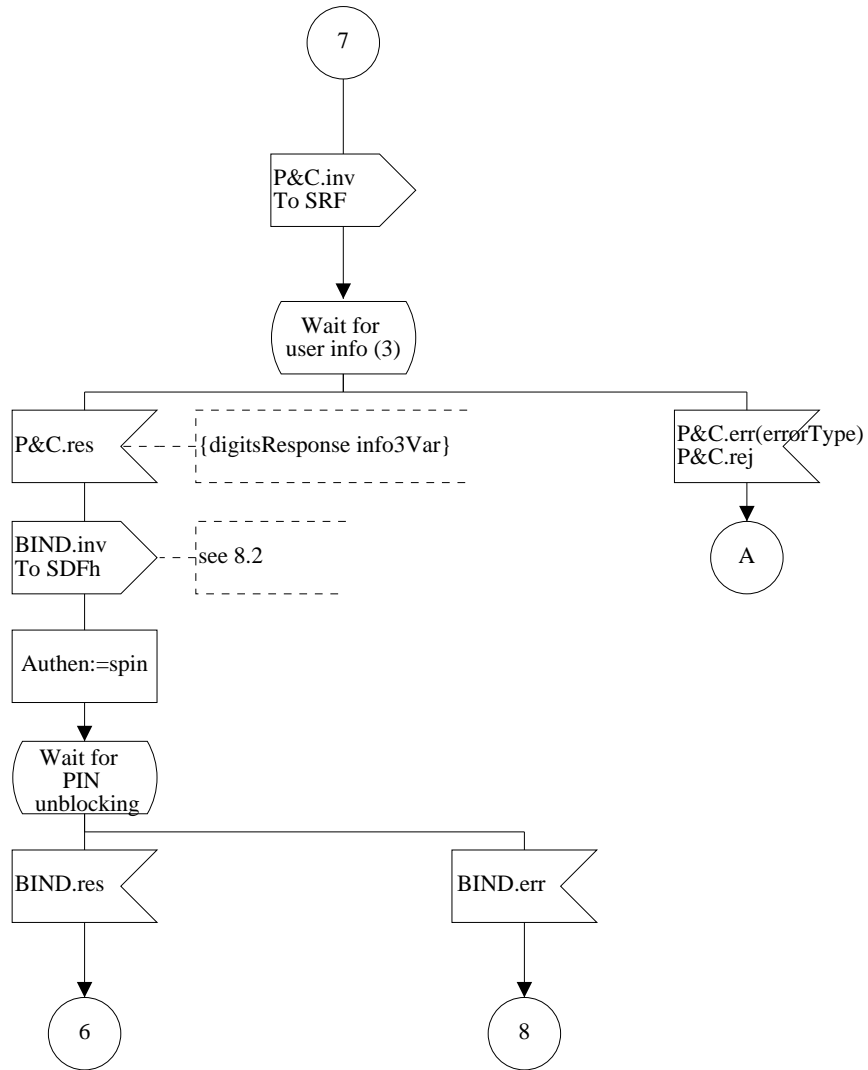 7
P&C.inv
To SRF
Wait for
user info (3)
P&C.res
{digitsResponse info3Var}
P&C.err(errorType)
P&C.rej
BIND.inv
To SDFh
see 8.2
A
Authen:=spin
Wait for
PIN
unblocking
BIND.res
BIND.err
6
8